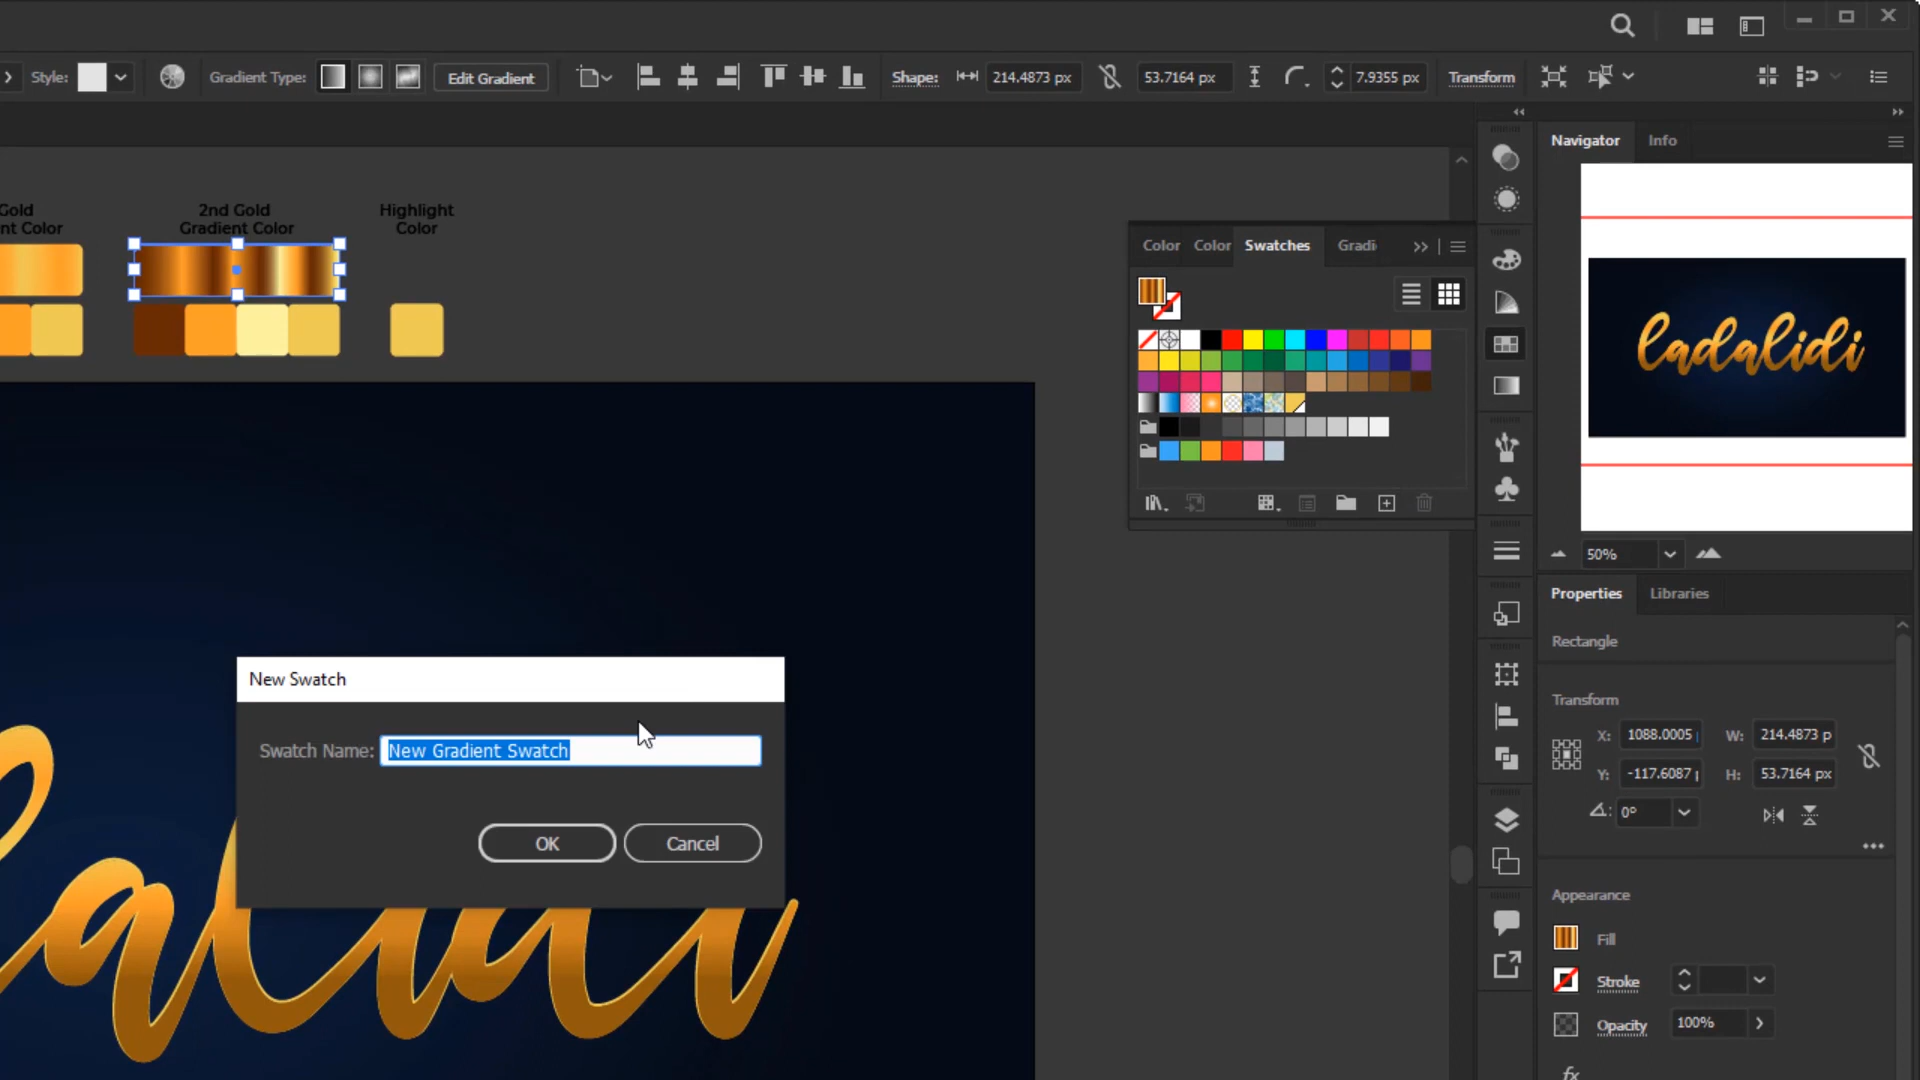 Style:
Gradient Type:
Edit Gradient
Shape:
214.4873 px
53.7164 px
7.9355 px
Transform
Navigator
Info
Gold
nt Color
2nd Gold
Gradient Color
Highlight
Color
Color
Color
Swatches
Gradi
ladalidi
50%
Properties
Libraries
Rectangle
Transform
X:
1088.0005
W:
214.4873 p
Y:
-117.6087
H:
53.7164 px
0°
New Swatch
Swatch Name:
New Gradient Swatch
OK
Cancel
Appearance
Fill
Stroke
Opacity
100%
fx
ladalidi